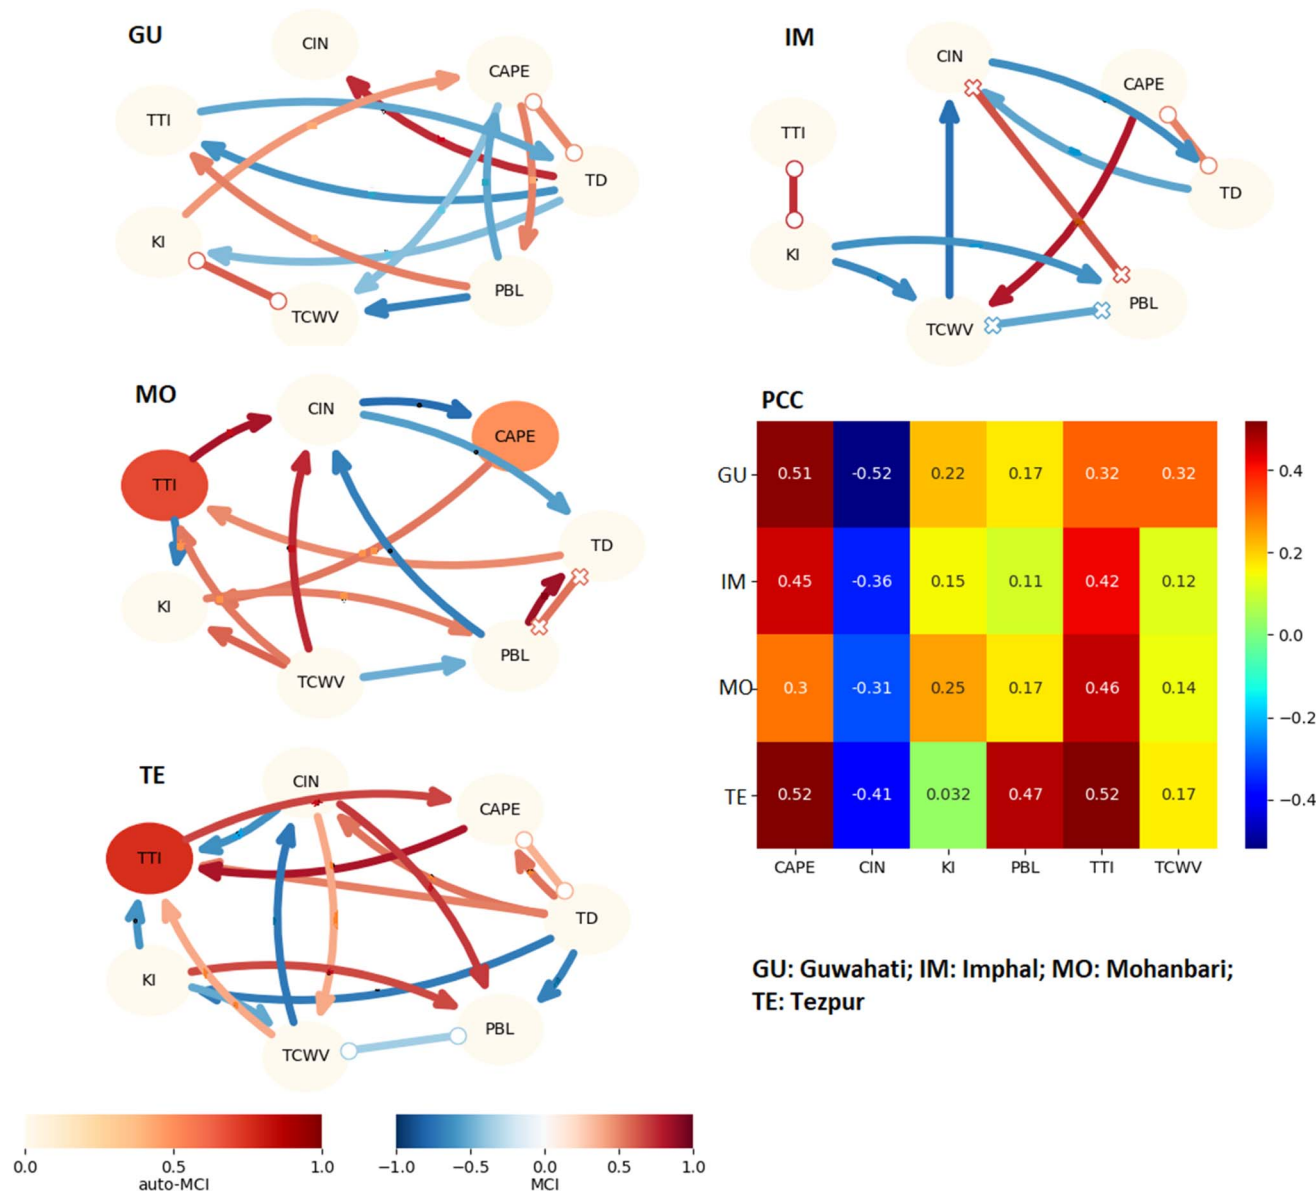 GU
CIN
CAPE
TTI
TD
KI
PBL
TCWV
IM
CIN
CAPE
TTI
TD
KI
PBL
TCWV
MO
CIN
CAPE
TTI
TD
KI
PBL
TCWV
PCC
GU 0.51 -0.52 0.22 0.17 0.32 0.32
IM 0.45 -0.36 0.15 0.11 0.42 0.12
MO 0.3 -0.31 0.25 0.17 0.46 0.14
TE 0.52 -0.41 0.032 0.47 0.52 0.17
CAPE CIN KI PBL TTI TCWV
0.4
0.2
0.0
−0.2
−0.4
TE
CIN
CAPE
TTI
TD
KI
PBL
TCWV
GU: Guwahati; IM: Imphal; MO: Mohanbari;
TE: Tezpur
0.0 0.5 1.0
auto-MCI
−1.0 −0.5 0.0 0.5 1.0
MCI